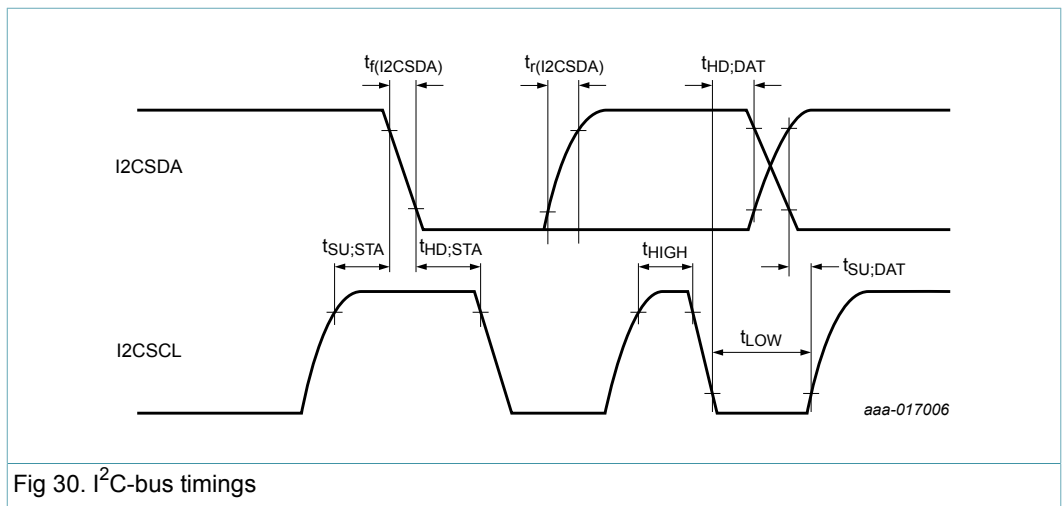 tf(I2CSDA)
tr(I2CSDA)
tHD;DAT
I2CSDA
tSU;STA
tHD;STA
tHIGH
tSU;DAT
I2CSCL
tLOW
aaa-017006
Fig 30. I²C-bus timings